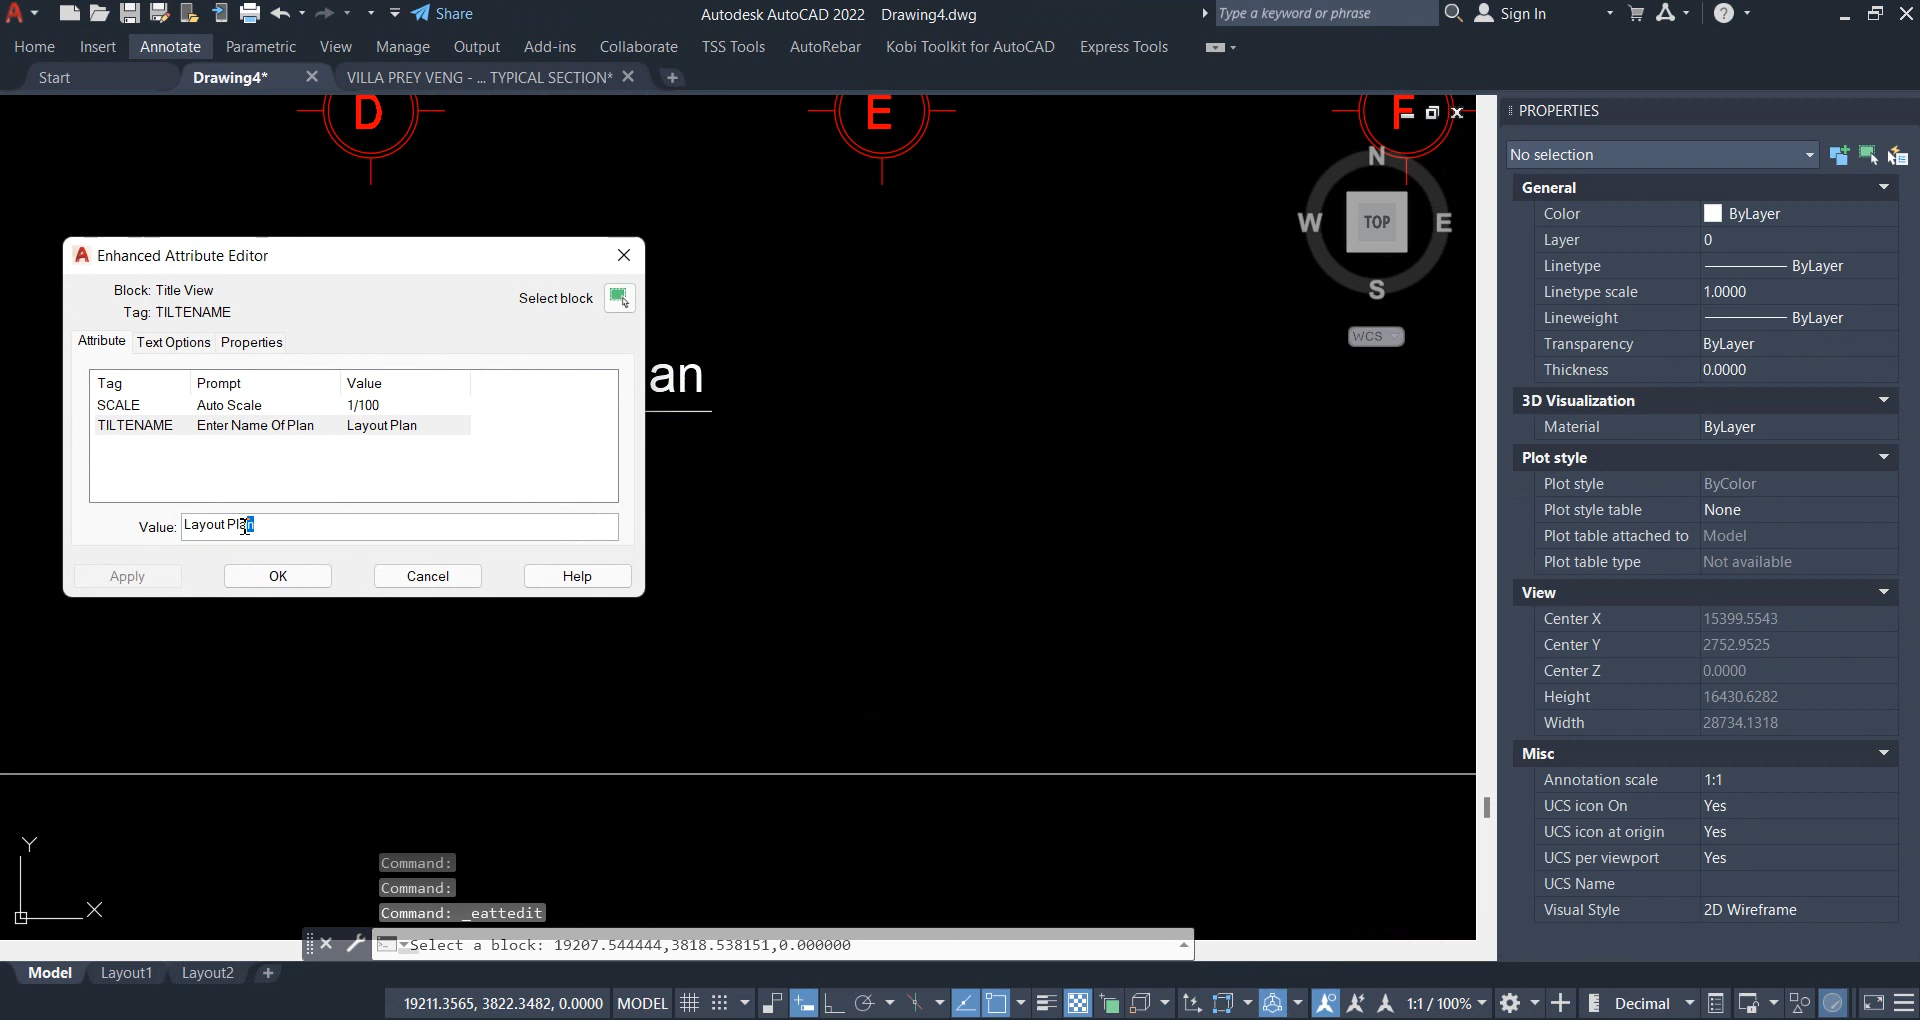 Share
Autodesk AutoCAD 2022 Drawing4.dwg
Type a keyword or phrase
Sign In
Home Insert Annotate Parametric View Manage Output Add-ins Collaborate TSS Tools AutoRebar Kobi Toolkit for AutoCAD Express Tools
Start Drawing4* VILLA PREY VENG - ... TYPICAL SECTION*
D E F
N
W TOP E
S
WCS
Enhanced Attribute Editor
Block: Title View
Tag: TILTENAME
Select block
Attribute Text Options Properties
Tag Prompt Value
SCALE Auto Scale 1/100
TILTENAME Enter Name Of Plan Layout Plan
Value: Layout Plan
Apply OK Cancel Help
an
Y
X
Command:
Command:
Command: _eattedit
Select a block: 19207.544444,3818.538151,0.000000
Model Layout1 Layout2
19211.3565, 3822.3482, 0.0000 MODEL 1:1 / 100% Decimal
PROPERTIES
No selection
General
Color ByLayer
Layer 0
Linetype ByLayer
Linetype scale 1.0000
Lineweight ByLayer
Transparency ByLayer
Thickness 0.0000
3D Visualization
Material ByLayer
Plot style
Plot style ByColor
Plot style table None
Plot table attached to Model
Plot table type Not available
View
Center X 15399.5543
Center Y 2752.9525
Center Z 0.0000
Height 16430.6282
Width 28734.1318
Misc
Annotation scale 1:1
UCS icon On Yes
UCS icon at origin Yes
UCS per viewport Yes
UCS Name
Visual Style 2D Wireframe